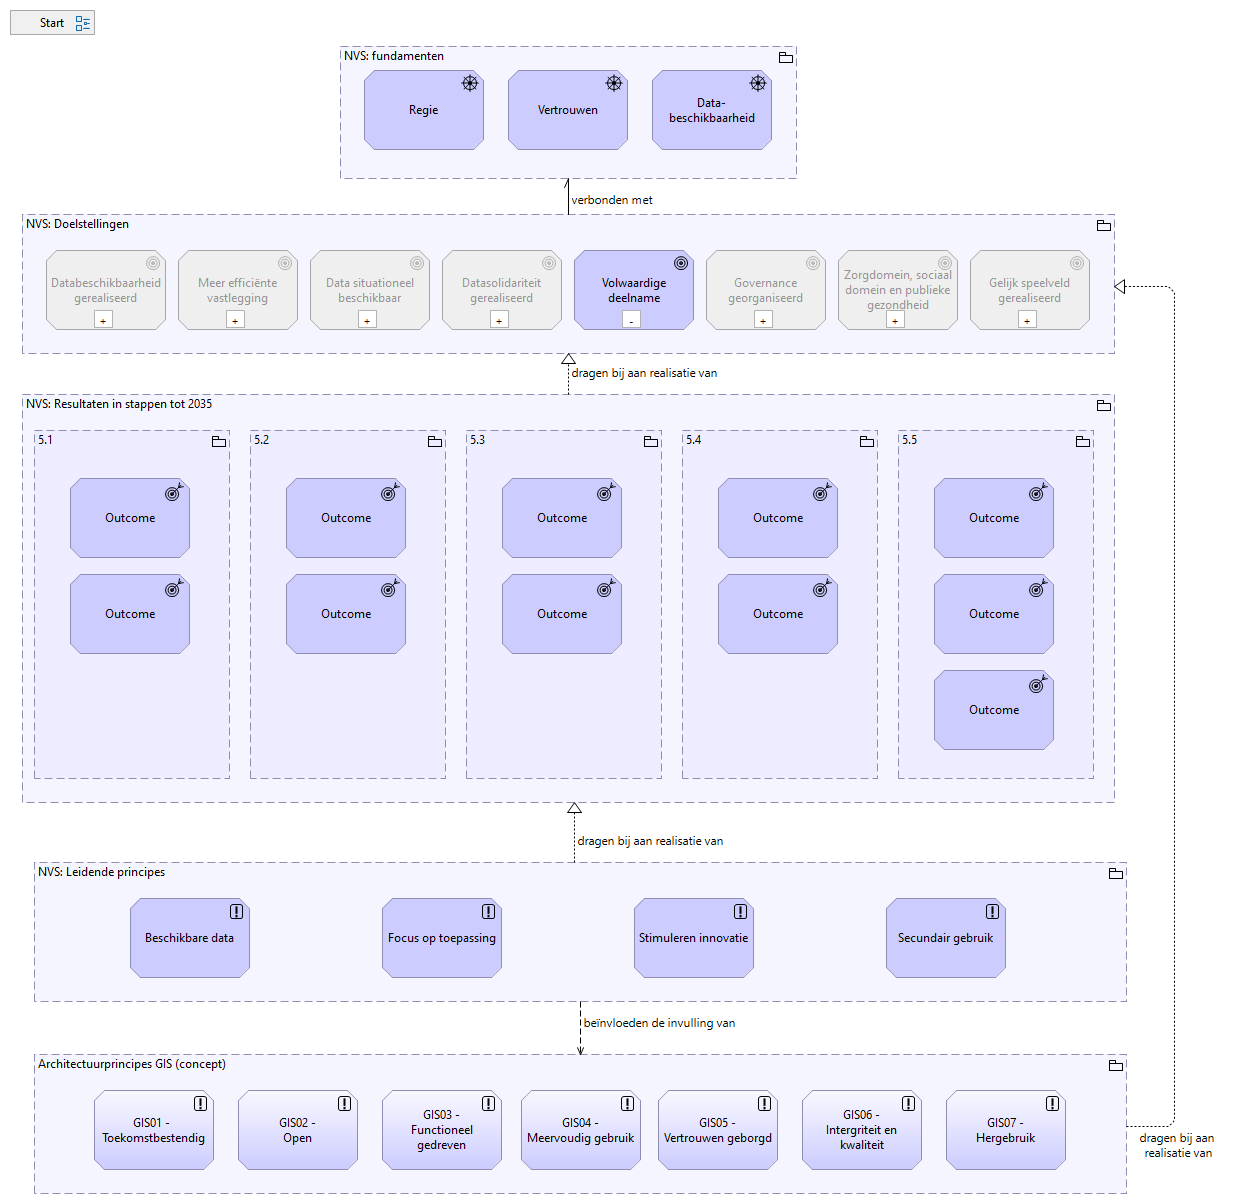 Start
NVS: fundamenten
Regie
Vertrouwen
Data-
beschikbaarheid
verbonden met
NVS: Doelstellingen
Databeschikbaarheid
gerealiseerd
+
Meer efficiënte
vastlegging
+
Data situationeel
beschikbaar
+
Datasolidariteit
gerealiseerd
+
Volwaardige
deelname
-
Governance
georganiseerd
+
Zorgdomein, sociaal
domein en publieke
gezondheid
+
Gelijk speelveld
gerealiseerd
+
dragen bij aan realisatie van
NVS: Resultaten in stappen tot 2035
5.1
Outcome
Outcome
5.2
Outcome
Outcome
5.3
Outcome
Outcome
5.4
Outcome
Outcome
5.5
Outcome
Outcome
Outcome
dragen bij aan realisatie van
NVS: Leidende principes
Beschikbare data
Focus op toepassing
Stimuleren innovatie
Secundair gebruik
beïnvloeden de invulling van
Architectuurprincipes GIS (concept)
GIS01 -
Toekomstbestendig
GIS02 -
Open
GIS03 -
Functioneel
gedreven
GIS04 -
Meervoudig gebruik
GIS05 -
Vertrouwen geborgd
GIS06 -
Intergriteit en
kwaliteit
GIS07 -
Hergebruik
dragen bij aan
realisatie van